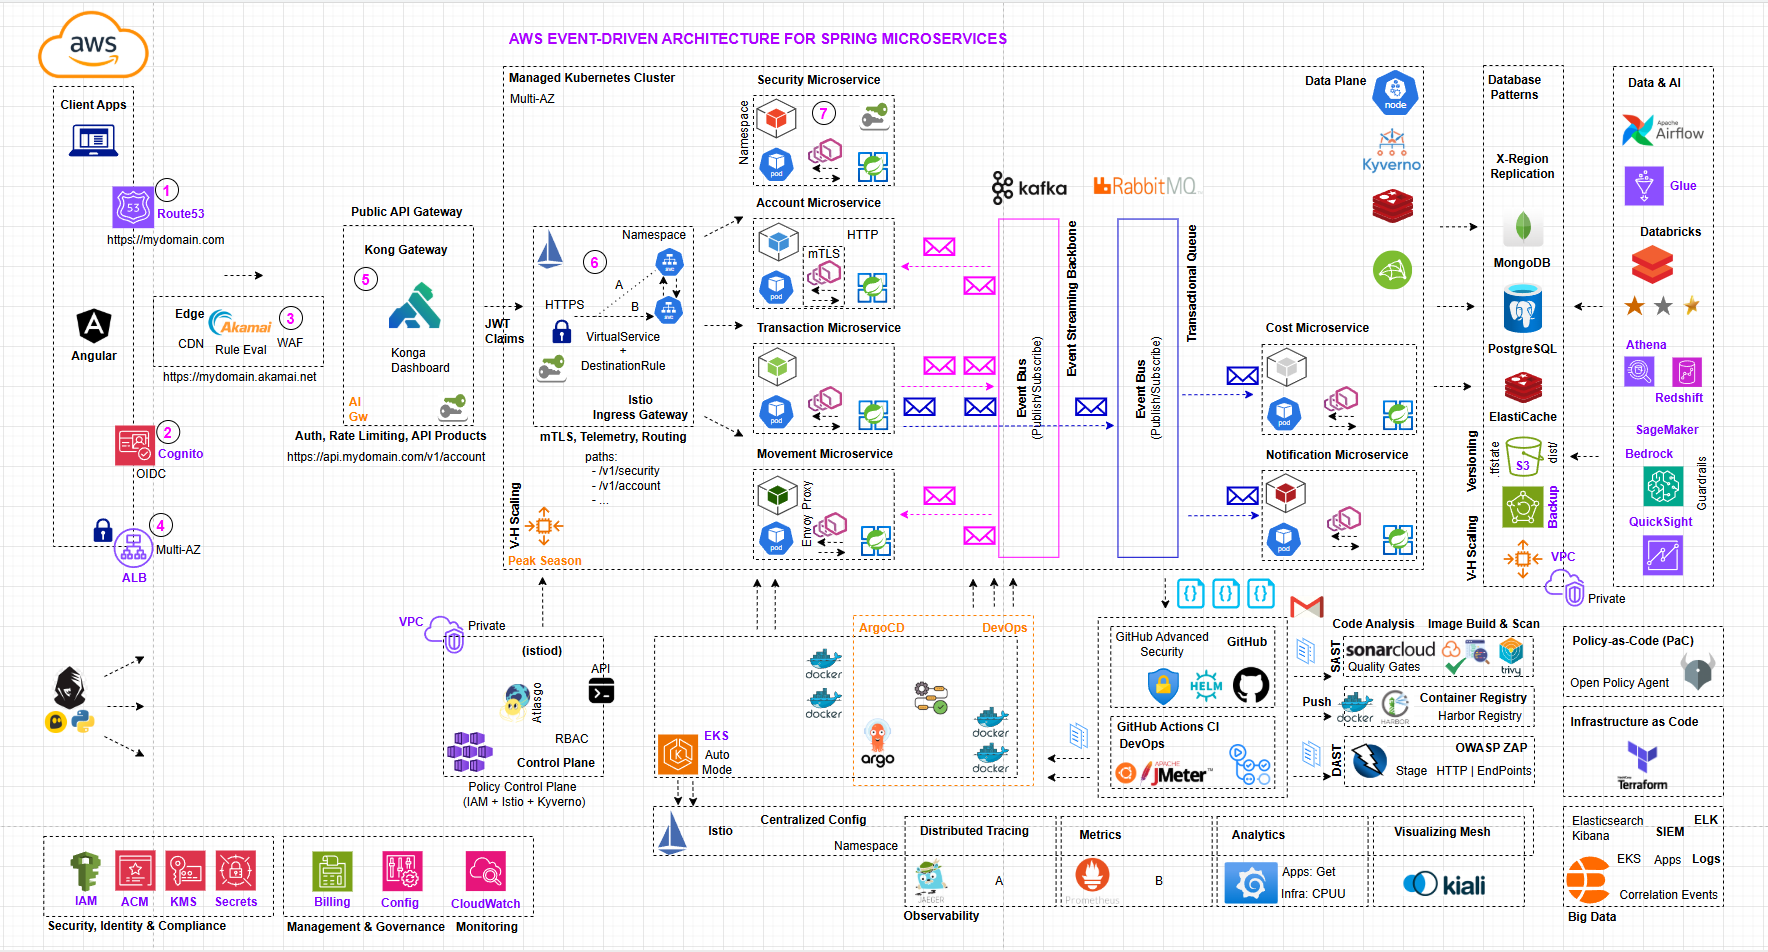 AWS EVENT-DRIVEN ARCHITECTURE FOR SPRING MICROSERVICES
aws
Client Apps
1
53
Route53
https://mydomain.com
Angular
Edge
Akamai
3
CDN
Rule Eval
WAF
https://mydomain.akamai.net
2
Cognito
OIDC
4
Multi-AZ
ALB
Public API Gateway
Kong Gateway
5
Konga
Dashboard
AI
Gw
Auth, Rate Limiting, API Products
https://api.mydomain.com/v1/account
JWT
Claims
Managed Kubernetes Cluster
Multi-AZ
Namespace
6
svc
A
HTTPS
B
svc
VirtualService
+
DestinationRule
Istio
Ingress Gateway
mTLS, Telemetry, Routing
paths:
- /v1/security
- /v1/account
- ...
V-H Scaling
Peak Season
Security Microservice
Namespace
7
pod
Account Microservice
HTTP
mTLS
pod
Transaction Microservice
pod
Movement Microservice
Envoy Proxy
pod
kafka
RabbitMQ
Event Bus
(Publish/Subscribe)
Event Streaming Backbone
Event Bus
(Publish/Subscribe)
Transactional Queue
Data Plane
node
Kyverno
Cost Microservice
pod
Notification Microservice
pod
Database
Patterns
X-Region
Replication
MongoDB
PostgreSQL
ElastiCache
Versioning
.tfstate
S3
dist/
Backup
V-H Scaling
VPC
Private
Data & AI
APACHE
Airflow
Glue
Databricks
Athena
Redshift
SageMaker
Bedrock
Guardrails
QuickSight
VPC
Private
(istiod)
API
Atlasgo
RBAC
Control Plane
Policy Control Plane
(IAM + Istio + Kyverno)
EKS
Auto
Mode
ArgoCD
DevOps
docker
docker
argo
docker
docker
GitHub Advanced
Security
GitHub
HELM
GitHub Actions CI
DevOps
APACHE
JMeter™
Code Analysis
Image Build & Scan
SAST
sonarcloud
Quality Gates
trivy
Push
docker
HARBOR
Container Registry
Harbor Registry
DAST
OWASP ZAP
Stage
HTTP | EndPoints
Policy-as-Code (PaC)
Open Policy Agent
Infrastructure as Code
HashiCorp
Terraform
Elasticsearch
Kibana
ELK
SIEM
EKS
Apps
Logs
Correlation Events
Big Data
Istio
Centralized Config
Namespace
Distributed Tracing
JAEGER
A
Metrics
Prometheus
B
Analytics
Apps: Get
Infra: CPUU
Visualizing Mesh
kiali
Observability
IAM
ACM
KMS
Secrets
Security, Identity & Compliance
Billing
Config
CloudWatch
Management & Governance
Monitoring